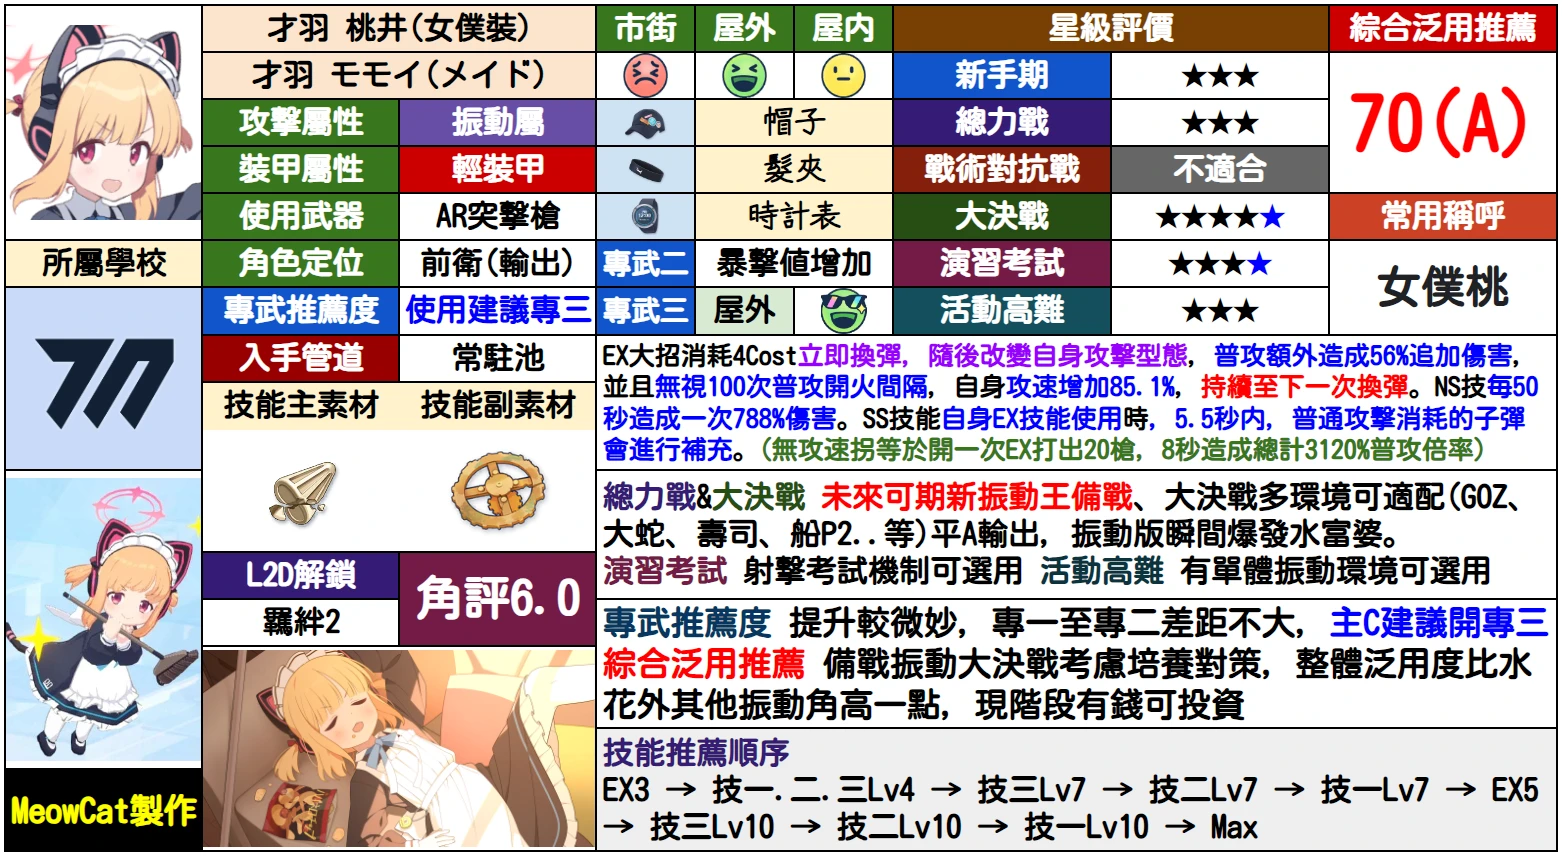 才羽 桃井(女僕裝)
市街
屋外
屋内
星級評價
綜合泛用推薦
才羽 モモイ(メイド)
新手期
★★★
70(A)
攻擊屬性
振動屬
帽子
總力戰
★★★
裝甲屬性
輕裝甲
髮夾
戰術對抗戰
不適合
使用武器
AR突擊槍
時計表
大決戰
★★★★★
常用稱呼
所屬學校
角色定位
前衛(輸出)
專武二
暴擊值增加
演習考試
★★★★
女僕桃
專武推薦度
使用建議專三
專武三
屋外
活動高難
★★★
入手管道
常駐池
技能主素材
技能副素材
EX大招消耗4Cost立即換彈, 隨後改變自身攻擊型態, 普攻額外造成56%追加傷害,
並且無視100次普攻開火間隔, 自身攻速增加85.1%, 持續至下一次換彈。NS技每50
秒造成一次788%傷害。SS技能自身EX技能使用時, 5.5秒内, 普通攻擊消耗的子彈
會進行補充。(無攻速拐等於開一次EX打出20槍, 8秒造成總計3120%普攻倍率)
總力戰&大決戰 未來可期新振動王備戰、大決戰多環境可適配(GOZ、
大蛇、壽司、船P2..等)平A輸出, 振動版瞬間爆發水富婆。
演習考試 射擊考試機制可選用 活動高難 有單體振動環境可選用
L2D解鎖
羈絆2
角評6.0
專武推薦度 提升較微妙, 專一至專二差距不大, 主C建議開專三
綜合泛用推薦 備戰振動大決戰考慮培養對策, 整體泛用度比水
花外其他振動角高一點, 現階段有錢可投資
技能推薦順序
EX3 → 技一.二.三Lv4 → 技三Lv7 → 技二Lv7 → 技一Lv7 → EX5
→ 技三Lv10 → 技二Lv10 → 技一Lv10 → Max
MeowCat製作